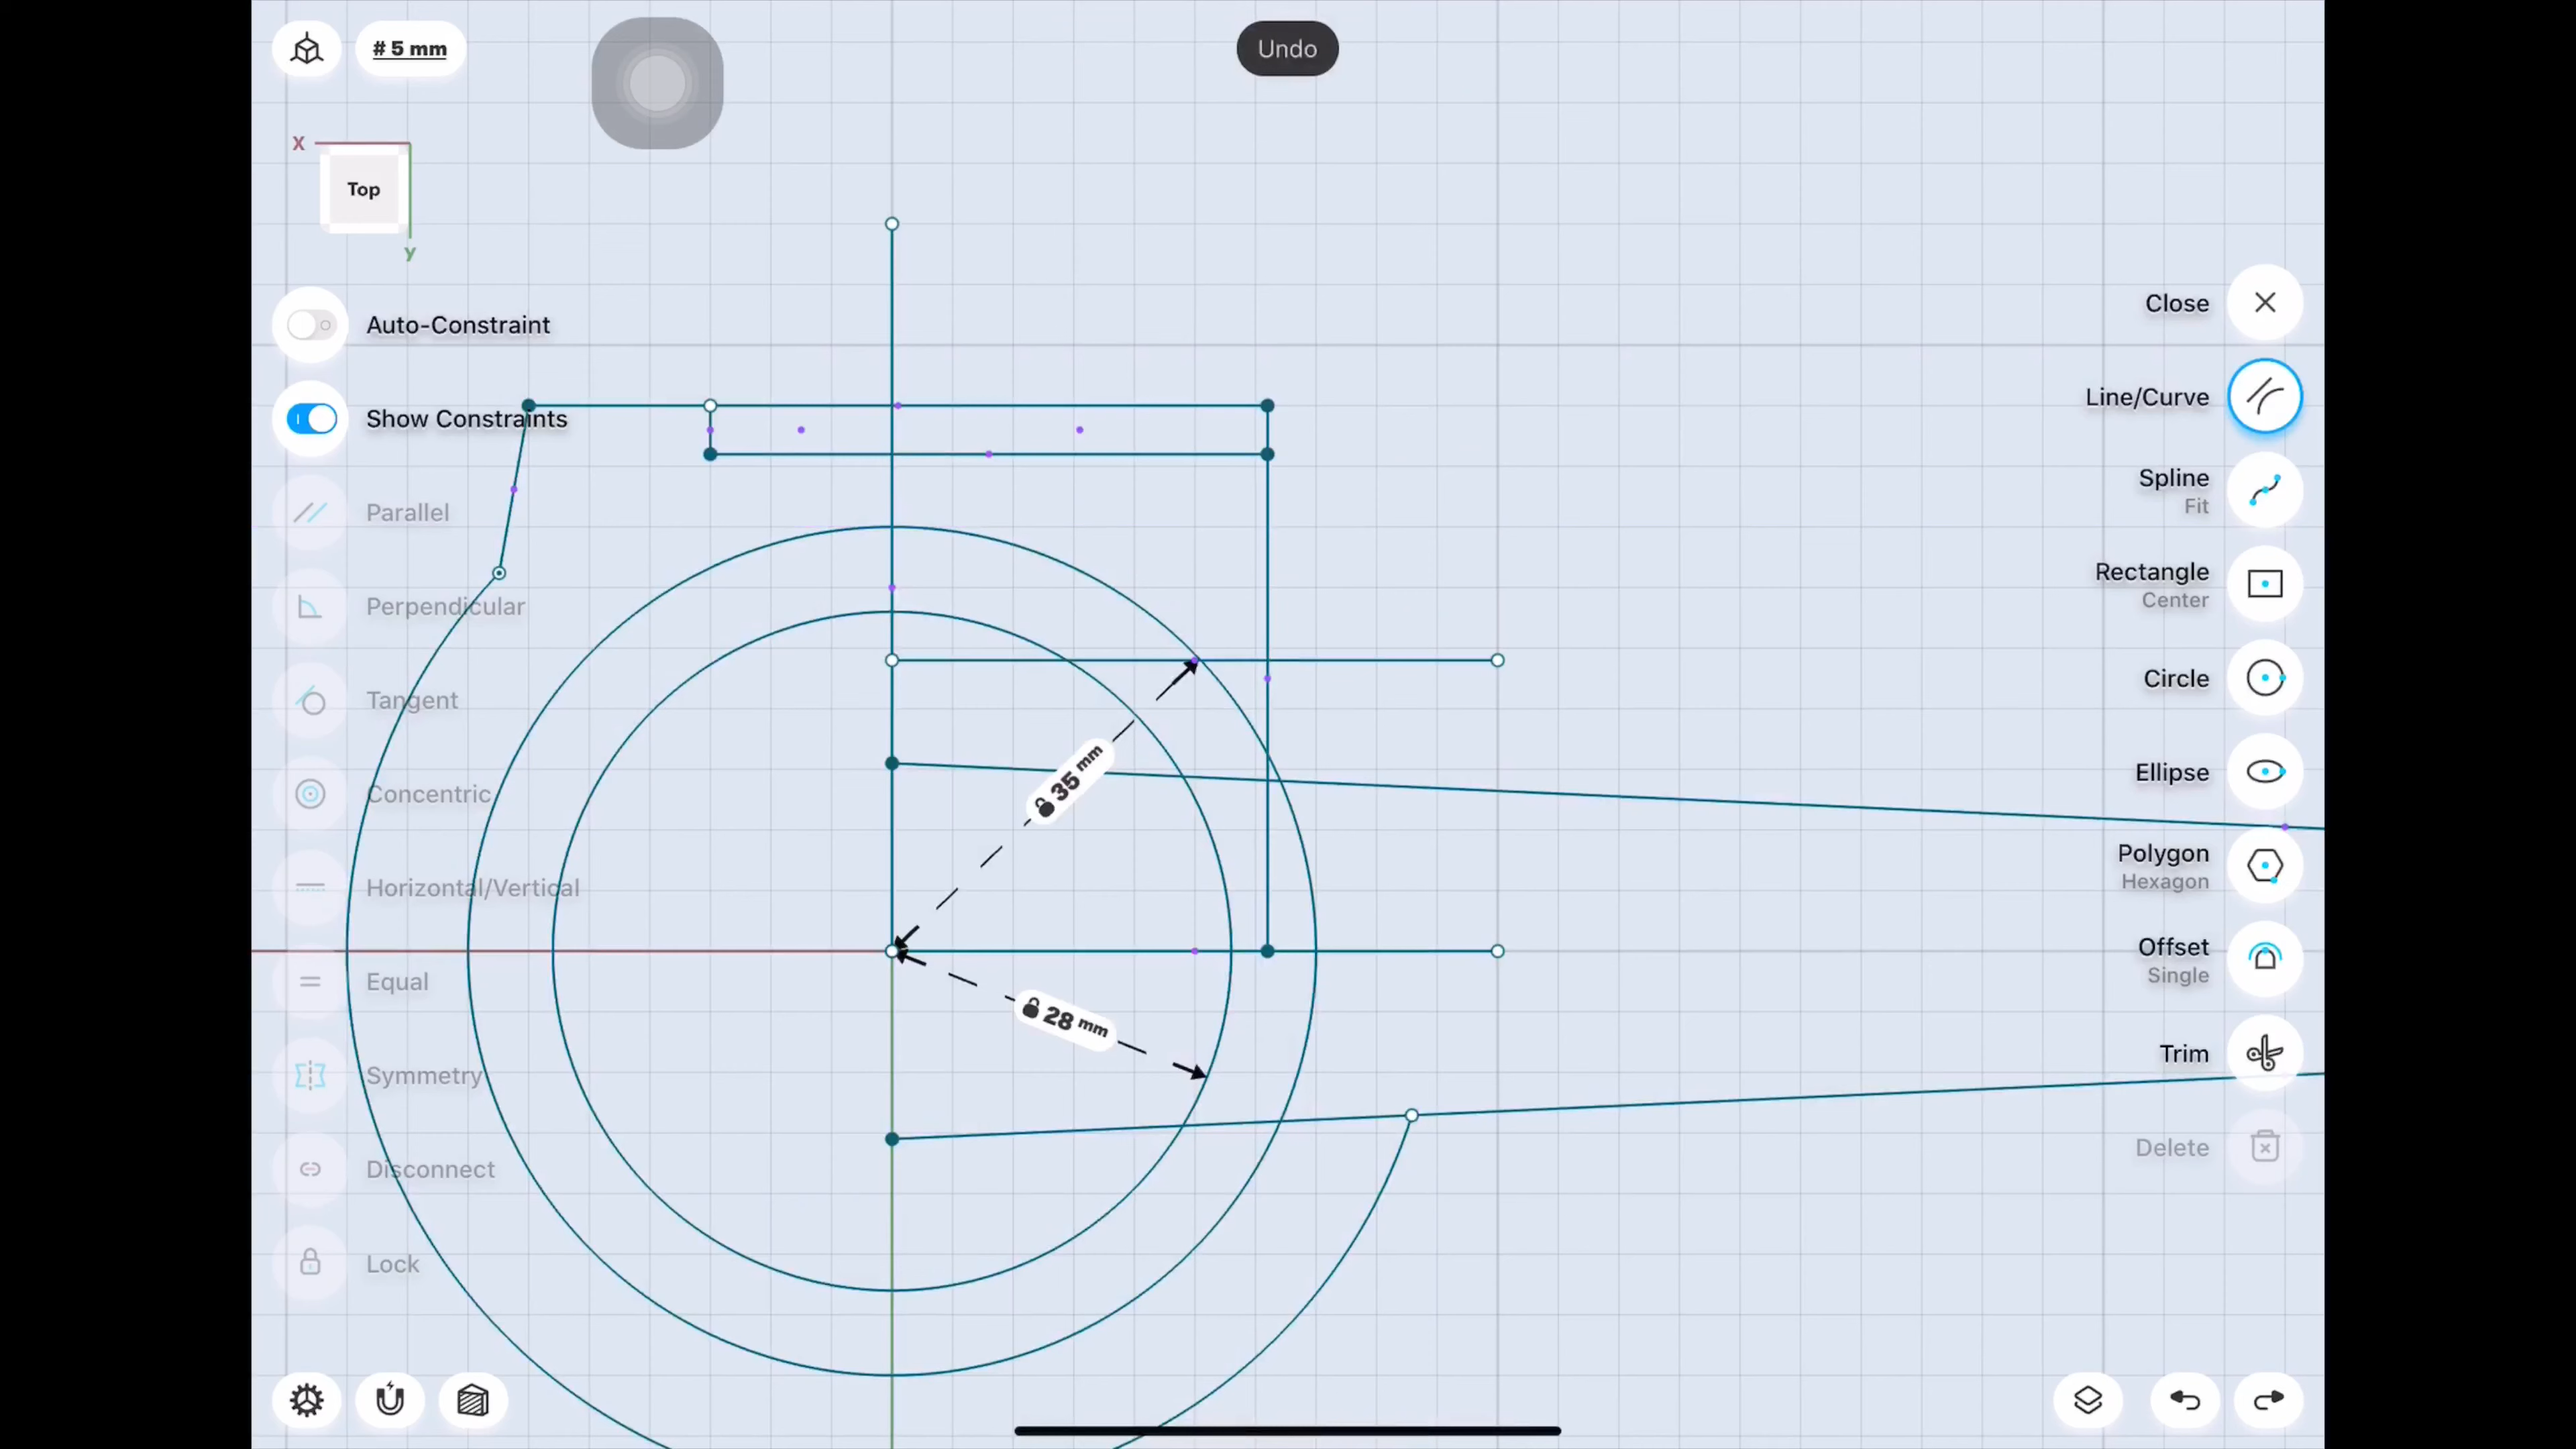 # 5 mm
Undo
X
Top
Y
Auto-Constraint
Show Constraints
Parallel
Perpendicular
Tangent
Concentric
Horizontal/Vertical
Equal
Symmetry
Disconnect
Lock
35 mm
28 mm
Close
Line/Curve
Spline
Fit
Rectangle
Center
Circle
Ellipse
Polygon
Hexagon
Offset
Single
Trim
Delete